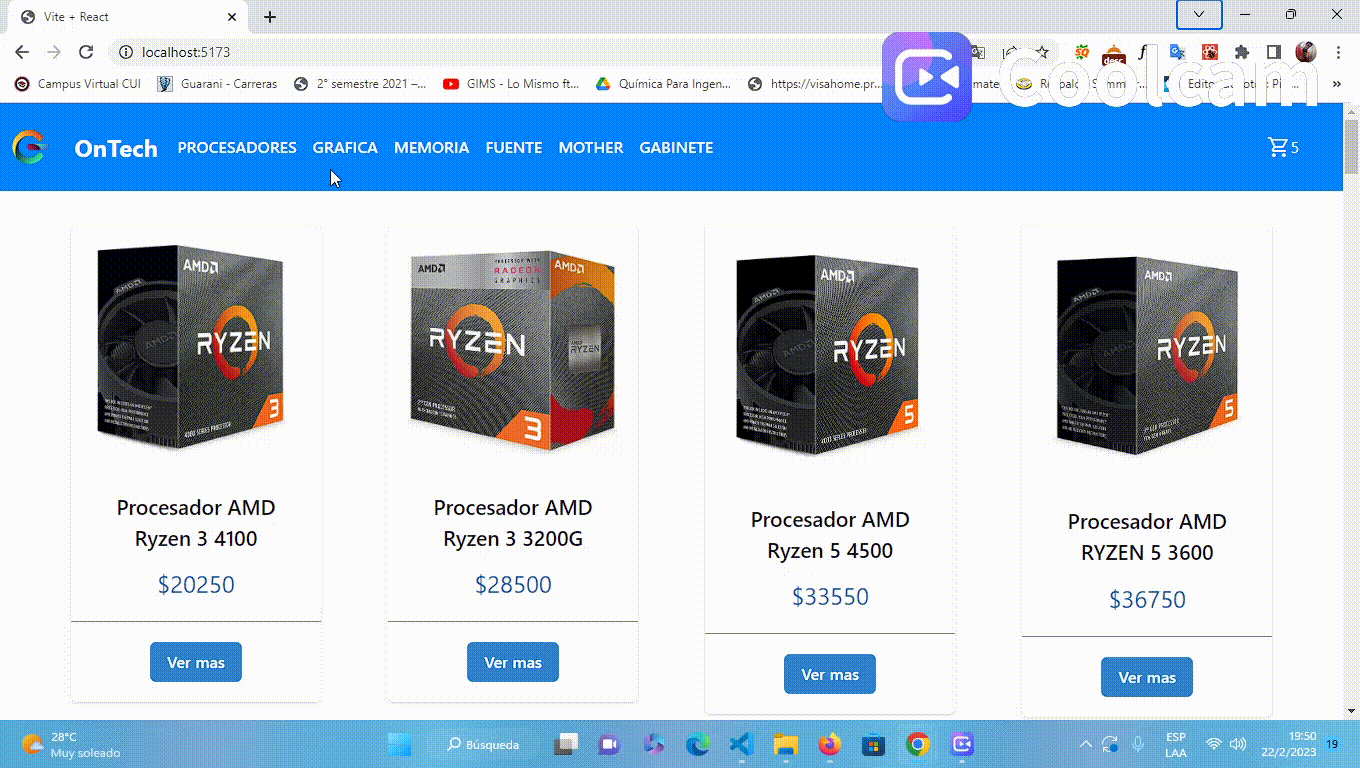 Vite + React
localhost:5173
Campus Virtual CUI
Guarani - Carreras
2° semestre 2021 –...
GIMS - Lo Mismo ft...
Química Para Ingen...
https://visahome.pr...
Coolcam
OnTech
PROCESADORES
GRAFICA
MEMORIA
FUENTE
MOTHER
GABINETE
5
AMD
RYZEN
3
AMD
RADEON
GRAPHICS
AMD
RYZEN
3
AMD
RYZEN
5
AMD
RYZEN
5
Procesador AMD
Ryzen 3 4100
$20250
Ver mas
Procesador AMD
Ryzen 3 3200G
$28500
Ver mas
Procesador AMD
Ryzen 5 4500
$33550
Ver mas
Procesador AMD
RYZEN 5 3600
$36750
Ver mas
28°C
Muy soleado
Búsqueda
ESP
LAA
19:50
22/2/2023
19